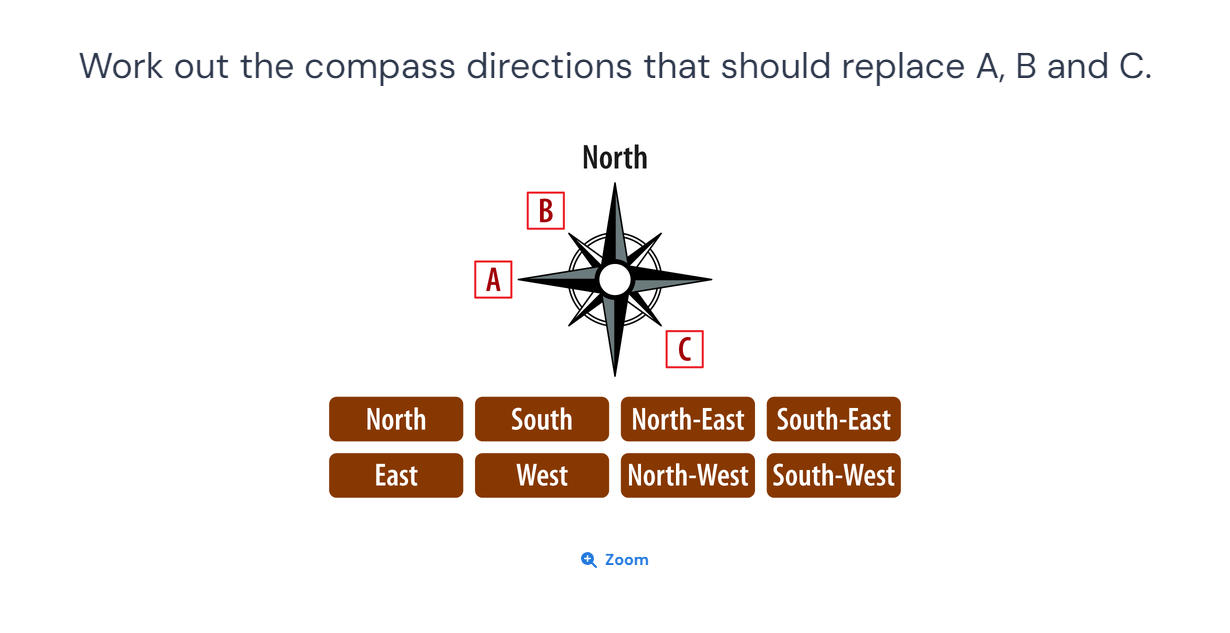 Work out the compass directions that should replace A, B and C.
North
B
A
C
North South North-East South-East
East West North-West South-West
Zoom